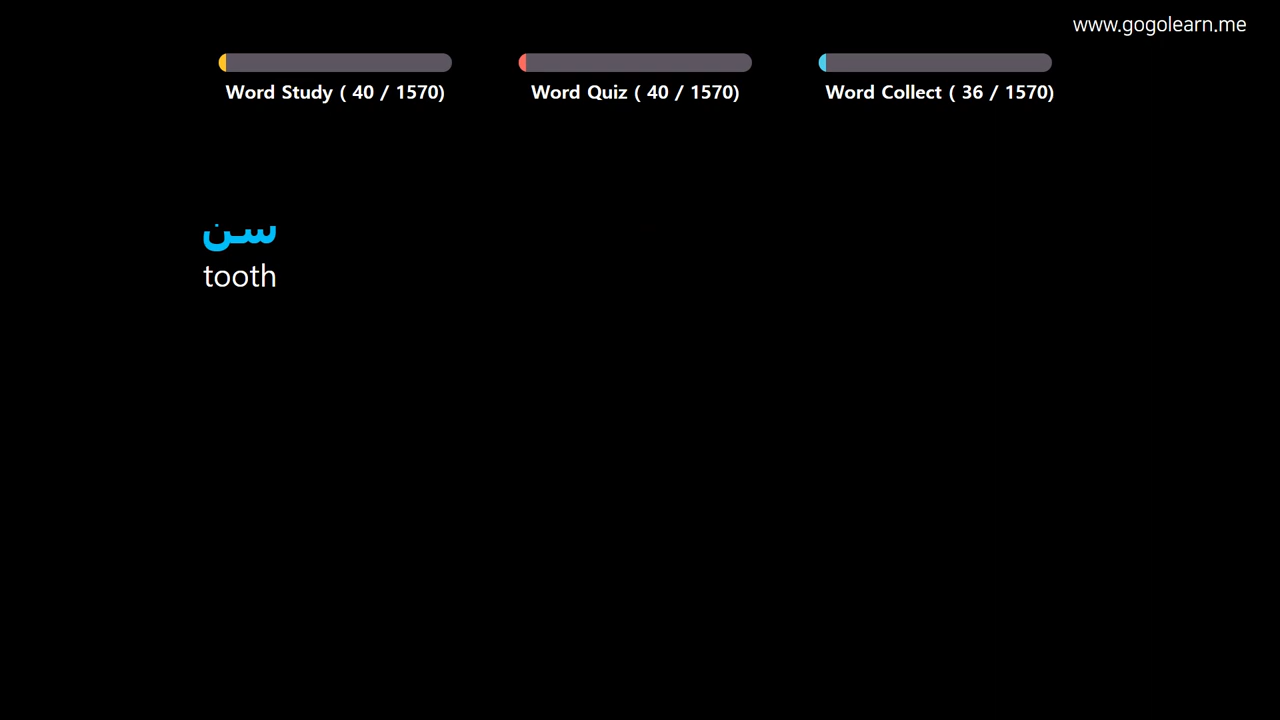 www.gogolearn.me
Word Study ( 40 / 1570)
Word Quiz ( 40 / 1570)
Word Collect ( 36 / 1570)
سن
tooth